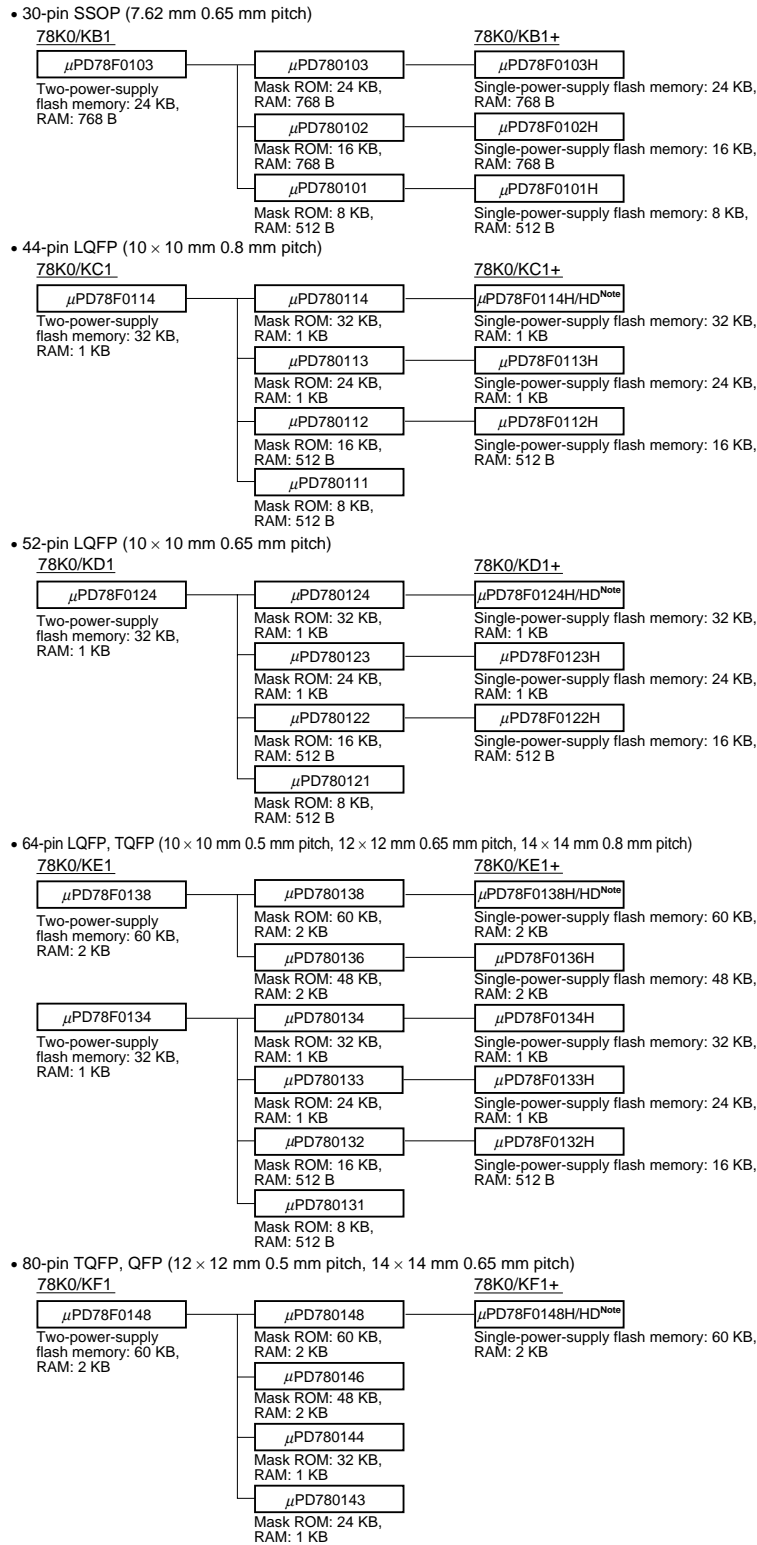 • 30-pin SSOP (7.62 mm 0.65 mm pitch)
78K0/KB1
78K0/KB1+
μPD78F0103
μPD780103
μPD78F0103H
Two-power-supply
flash memory: 24 KB,
RAM: 768 B
Mask ROM: 24 KB,
RAM: 768 B
Single-power-supply flash memory: 24 KB,
RAM: 768 B
μPD780102
μPD78F0102H
Mask ROM: 16 KB,
RAM: 768 B
Single-power-supply flash memory: 16 KB,
RAM: 768 B
μPD780101
μPD78F0101H
Mask ROM: 8 KB,
RAM: 512 B
Single-power-supply flash memory: 8 KB,
RAM: 512 B
• 44-pin LQFP (10 × 10 mm 0.8 mm pitch)
78K0/KC1
78K0/KC1+
μPD78F0114
μPD780114
μPD78F0114H/HDNote
Two-power-supply
flash memory: 32 KB,
RAM: 1 KB
Mask ROM: 32 KB,
RAM: 1 KB
Single-power-supply flash memory: 32 KB,
RAM: 1 KB
μPD780113
μPD78F0113H
Mask ROM: 24 KB,
RAM: 1 KB
Single-power-supply flash memory: 24 KB,
RAM: 1 KB
μPD780112
μPD78F0112H
Mask ROM: 16 KB,
RAM: 512 B
Single-power-supply flash memory: 16 KB,
RAM: 512 B
μPD780111
Mask ROM: 8 KB,
RAM: 512 B
• 52-pin LQFP (10 × 10 mm 0.65 mm pitch)
78K0/KD1
78K0/KD1+
μPD78F0124
μPD780124
μPD78F0124H/HDNote
Two-power-supply
flash memory: 32 KB,
RAM: 1 KB
Mask ROM: 32 KB,
RAM: 1 KB
Single-power-supply flash memory: 32 KB,
RAM: 1 KB
μPD780123
μPD78F0123H
Mask ROM: 24 KB,
RAM: 1 KB
Single-power-supply flash memory: 24 KB,
RAM: 1 KB
μPD780122
μPD78F0122H
Mask ROM: 16 KB,
RAM: 512 B
Single-power-supply flash memory: 16 KB,
RAM: 512 B
μPD780121
Mask ROM: 8 KB,
RAM: 512 B
• 64-pin LQFP, TQFP (10 × 10 mm 0.5 mm pitch, 12 × 12 mm 0.65 mm pitch, 14 × 14 mm 0.8 mm pitch)
78K0/KE1
78K0/KE1+
μPD78F0138
μPD780138
μPD78F0138H/HDNote
Two-power-supply
flash memory: 60 KB,
RAM: 2 KB
Mask ROM: 60 KB,
RAM: 2 KB
Single-power-supply flash memory: 60 KB,
RAM: 2 KB
μPD780136
μPD78F0136H
Mask ROM: 48 KB,
RAM: 2 KB
Single-power-supply flash memory: 48 KB,
RAM: 2 KB
μPD78F0134
μPD780134
μPD78F0134H
Two-power-supply
flash memory: 32 KB,
RAM: 1 KB
Mask ROM: 32 KB,
RAM: 1 KB
Single-power-supply flash memory: 32 KB,
RAM: 1 KB
μPD780133
μPD78F0133H
Mask ROM: 24 KB,
RAM: 1 KB
Single-power-supply flash memory: 24 KB,
RAM: 1 KB
μPD780132
μPD78F0132H
Mask ROM: 16 KB,
RAM: 512 B
Single-power-supply flash memory: 16 KB,
RAM: 512 B
μPD780131
Mask ROM: 8 KB,
RAM: 512 B
• 80-pin TQFP, QFP (12 × 12 mm 0.5 mm pitch, 14 × 14 mm 0.65 mm pitch)
78K0/KF1
78K0/KF1+
μPD78F0148
μPD780148
μPD78F0148H/HDNote
Two-power-supply
flash memory: 60 KB,
RAM: 2 KB
Mask ROM: 60 KB,
RAM: 2 KB
Single-power-supply flash memory: 60 KB,
RAM: 2 KB
μPD780146
Mask ROM: 48 KB,
RAM: 2 KB
μPD780144
Mask ROM: 32 KB,
RAM: 1 KB
μPD780143
Mask ROM: 24 KB,
RAM: 1 KB